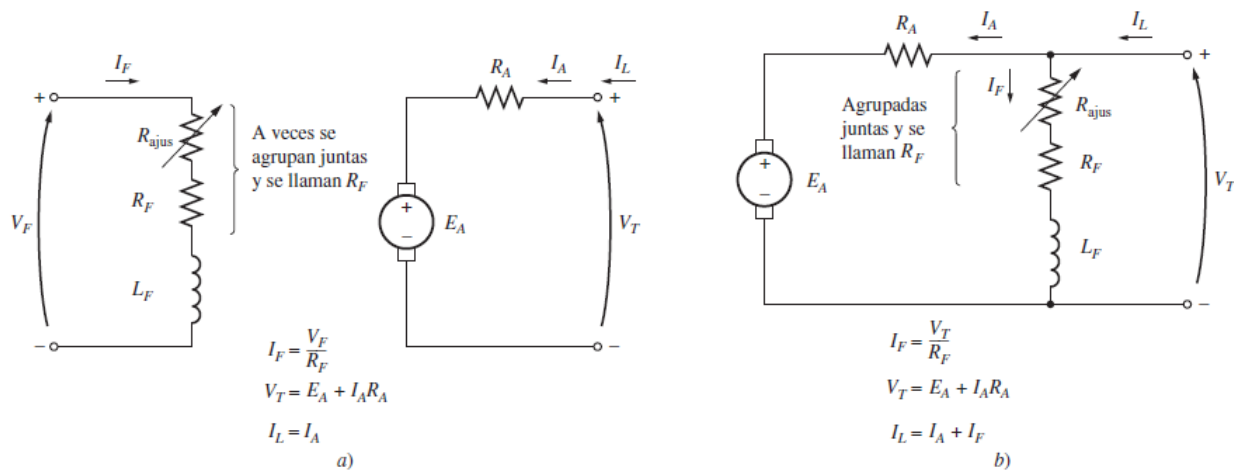 I_F
+
R_ajus
R_F
V_F
L_F
–
A veces se
agrupan juntas
y se llaman R_F
R_A
I_A
I_L
+
+
–
E_A
V_T
–
I_F = V_F / R_F
V_T = E_A + I_A R_A
I_L = I_A
a)
R_A
I_A
I_L
+
I_F
R_ajus
Agrupadas
juntas y se
llaman R_F
R_F
+
–
E_A
V_T
L_F
–
I_F = V_T / R_F
V_T = E_A + I_A R_A
I_L = I_A + I_F
b)